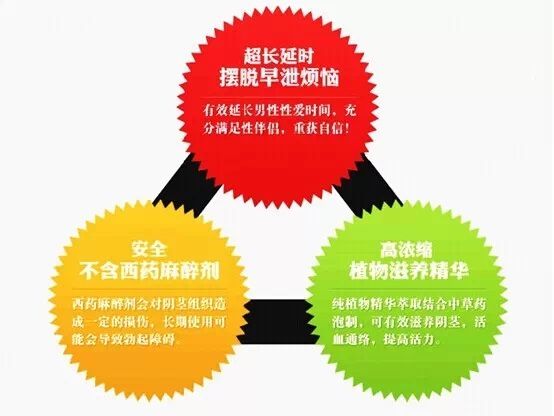 超长延时
摆脱早泄烦恼
有效延长男性性爱时间，充
分满足性伴侣，重获自信！
安全
不含西药麻醉剂
西药麻醉剂会对阴茎组织造
成一定的损伤，长期使用可
能会导致勃起障碍。
高浓缩
植物滋养精华
纯植物精华萃取结合中草药
泡制，可有效滋养阴茎，活
血通络，提高活力。